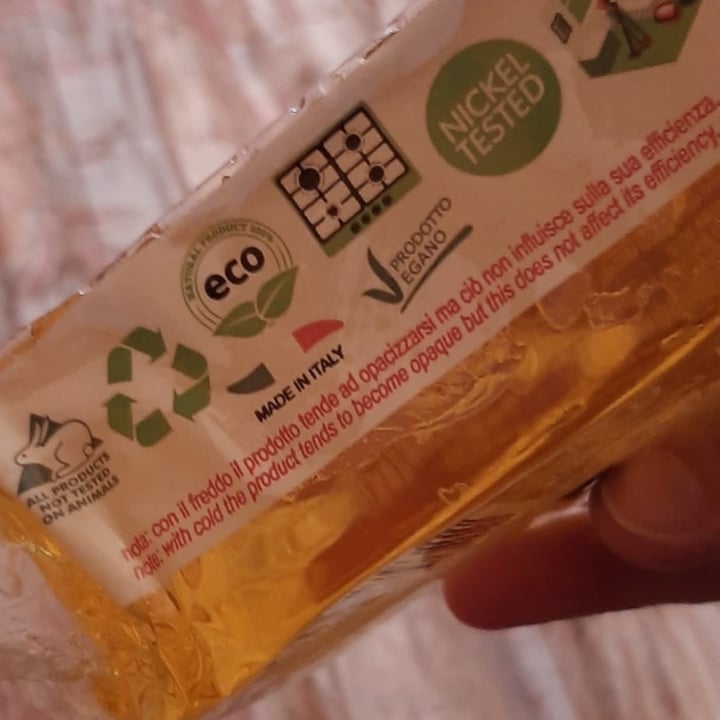 NICKEL
TESTED
NATURAL PRODUCT 100%
eco
PRODOTTO
EGANO
MADE IN ITALY
ALL PRODUCTS
NOT TESTED
ON ANIMALS
nota: con il freddo il prodotto tende ad opacizzarsi ma ciò non influisce sulla sua efficienza.
note: with cold the product tends to become opaque but this does not affect its efficiency.